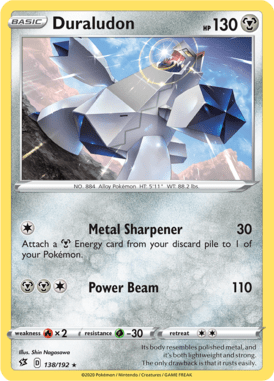 BASIC Duraludon HP 130
NO. 884 Alloy Pokémon HT: 5'11" WT: 88.2 lbs.
Metal Sharpener 30
Attach a Energy card from your discard pile to 1 of
your Pokémon.
Power Beam 110
weakness ×2 resistance -30 retreat
Illus. Shin Nagasawa
D 138/192 ★
Its body resembles polished metal, and
it's both lightweight and strong.
The only drawback is that it rusts easily.
©2020 Pokémon / Nintendo / Creatures / GAME FREAK